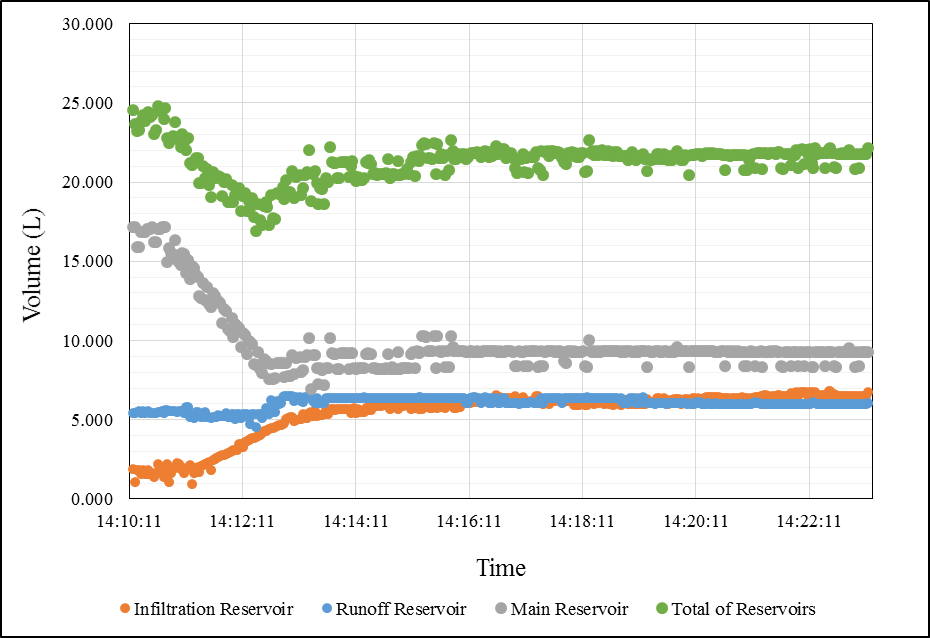 30.000
25.000
20.000
15.000
10.000
5.000
0.000
Volume (L)
14:10:11 14:12:11 14:14:11 14:16:11 14:18:11 14:20:11 14:22:11
Time
Infiltration Reservoir Runoff Reservoir Main Reservoir Total of Reservoirs